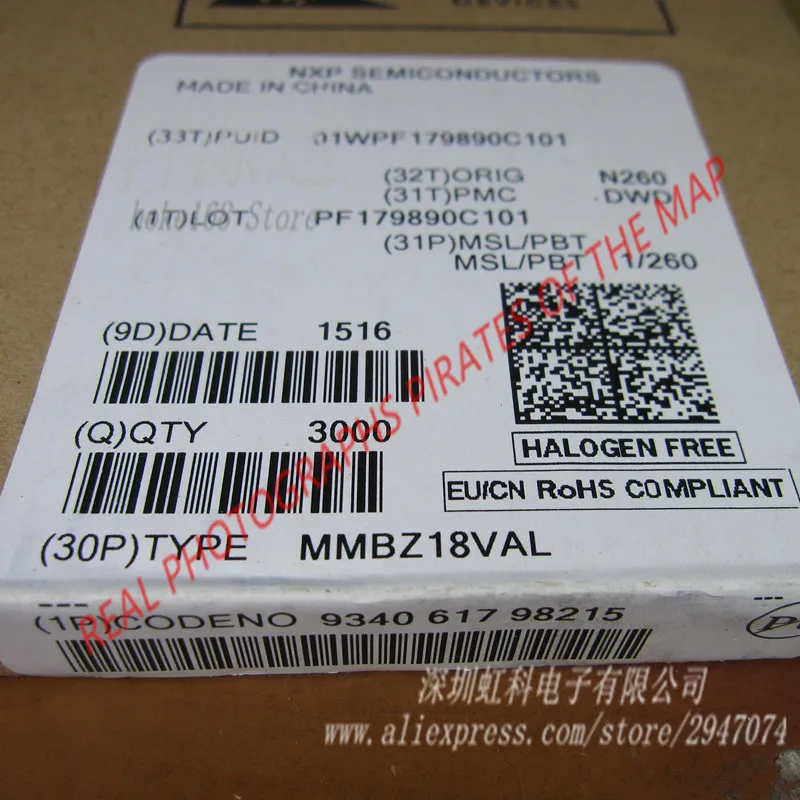 DEVICES
NXP SEMICONDUCTORS
MADE IN CHINA
(33T)PUID 01WPF179890C101
(32T)ORIG N260
(31T)PMC DWD
(1T)LOT PF179890C101
Store
(31P)MSL/PBT
MSL/PBT 1/260
(9D)DATE 1516
(Q)QTY 3000
HALOGEN FREE
EU/CN RoHS COMPLIANT
(30P)TYPE MMBZ18VAL
---
---
(1P)CODENO 9340 617 98215
REAL PHOTOGRAPHS PIRATES OF THE MAP
深圳虹科电子有限公司
www.aliexpress.com/store/2947074